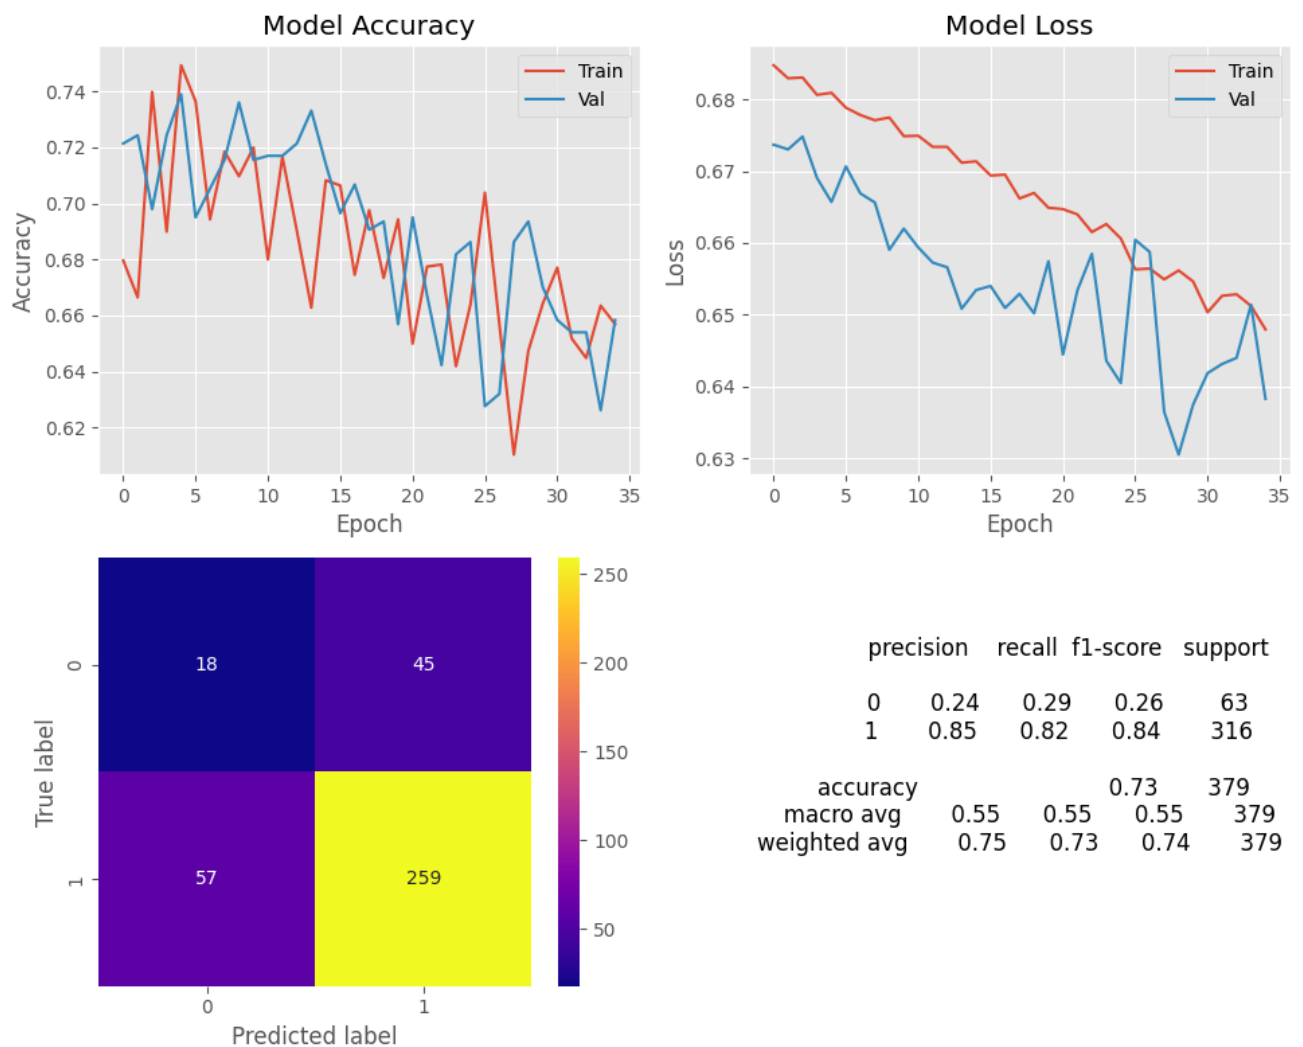 Model Accuracy
Train
Val
0.74
0.72
0.70
0.68
0.66
0.64
0.62
Accuracy
0 5 10 15 20 25 30 35
Epoch
Model Loss
Train
Val
0.68
0.67
0.66
0.65
0.64
0.63
Loss
0 5 10 15 20 25 30 35
Epoch
18 45
57 259
0
1
True label
0 1
Predicted label
250
200
150
100
50
precision recall f1-score support
0 0.24 0.29 0.26 63
1 0.85 0.82 0.84 316
accuracy 0.73 379
macro avg 0.55 0.55 0.55 379
weighted avg 0.75 0.73 0.74 379